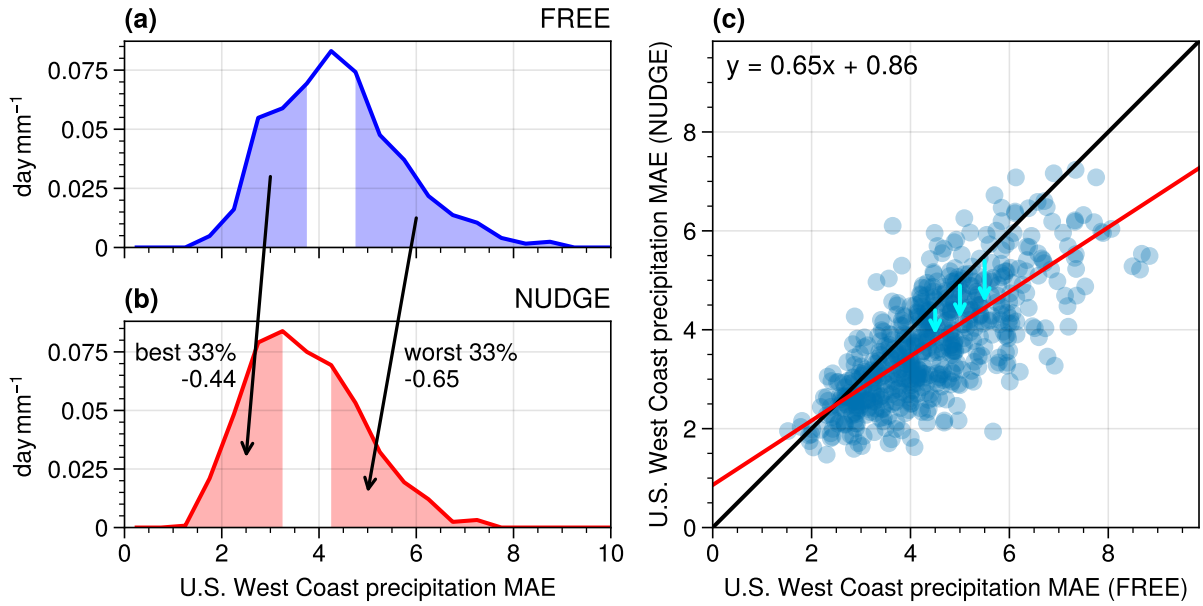 (a)
FREE
0.075
0.05
0.025
0
day mm⁻¹
(b)
NUDGE
best 33%
-0.44
worst 33%
-0.65
0.075
0.05
0.025
0
day mm⁻¹
0 2 4 6 8 10
U.S. West Coast precipitation MAE
(c)
y = 0.65x + 0.86
8
6
4
2
0
U.S. West Coast precipitation MAE (NUDGE)
0 2 4 6 8
U.S. West Coast precipitation MAE (FREE)